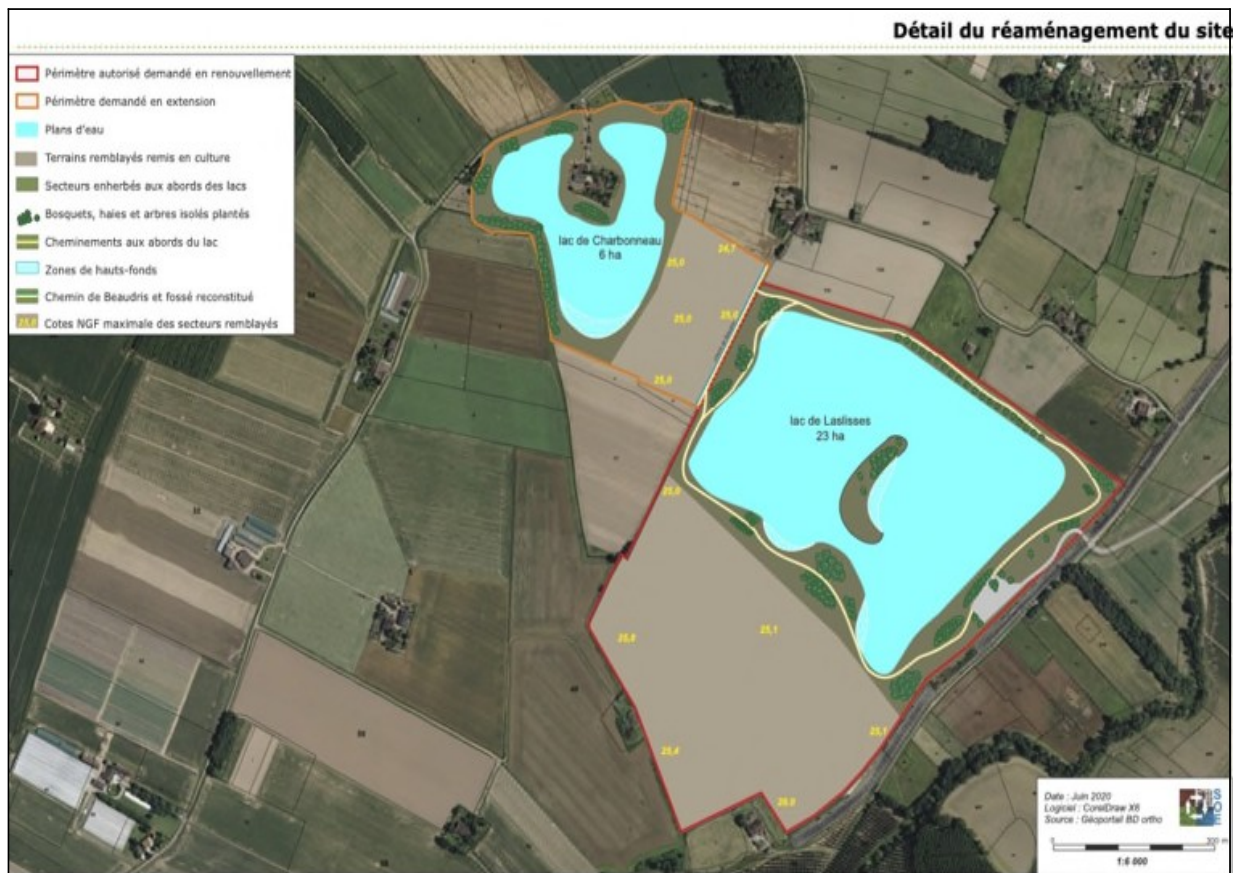 Détail du réaménagement du site
Périmètre autorisé demandé en renouvellement
Périmètre demandé en extension
Plans d'eau
Terrains remblayés remis en culture
Secteurs enherbés aux abords des lacs
Bosquets, haies et arbres isolés plantés
Cheminements aux abords du lac
Zones de hauts-fonds
Chemin de Beaudris et fossé reconstitué
25,0 Cotes NGF maximale des secteurs remblayés
lac de Charbonneau
6 ha
24,7
25,0
25,0
25,0
25,0
lac de Laslisses
23 ha
25,0
25,8
25,1
25,1
25,4
Date : Juin 2020
Logiciel : CorelDraw X6
Source : Géoportail BD ortho
SOE
0 300 m
1:6 000